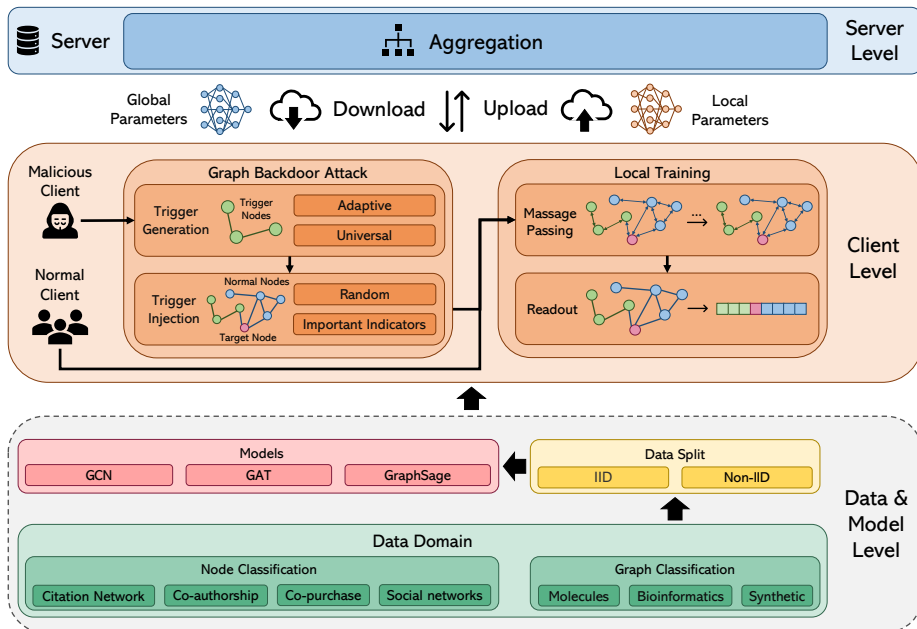 Server
Aggregation
Server
Level
Global
Parameters
Download
Upload
Local
Parameters
Malicious
Client
Normal
Client
Graph Backdoor Attack
Trigger
Generation
Trigger
Nodes
Adaptive
Universal
Trigger
Injection
Normal Nodes
Target Node
Random
Important Indicators
Local Training
Massage
Passing
...
Readout
Client
Level
Models
GCN
GAT
GraphSage
Data Split
IID
Non-IID
Data &
Model
Level
Data Domain
Node Classification
Citation Network
Co-authorship
Co-purchase
Social networks
Graph Classification
Molecules
Bioinformatics
Synthetic